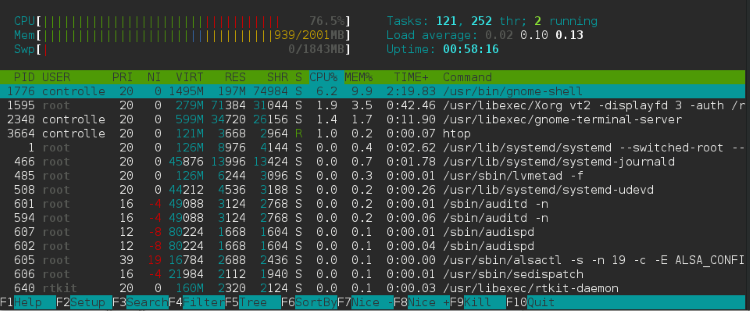 CPU[ 76.5%] Tasks: 121, 252 thr; 2 running
Mem[ 939/2001MB] Load average: 0.02 0.10 0.13
Swp[ 0/1843MB] Uptime: 00:58:16
PID USER PRI NI VIRT RES SHR S CPU% MEM% TIME+ Command
1776 controlle 20 0 1495M 197M 74984 S 6.2 9.9 2:19.83 /usr/bin/gnome-shell
1595 root 20 0 279M 71384 31044 S 1.9 3.5 0:42.46 /usr/libexec/Xorg vt2 -displayfd 3 -auth /r
2348 controlle 20 0 599M 34720 26156 S 1.4 1.7 0:11.90 /usr/libexec/gnome-terminal-server
3664 controlle 20 0 121M 3668 2964 R 1.0 0.2 0:00.07 htop
1 root 20 0 126M 8976 4144 S 0.0 0.4 0:02.62 /usr/lib/systemd/systemd --switched-root --
466 root 20 0 45876 13996 13424 S 0.0 0.7 0:01.78 /usr/lib/systemd/systemd-journald
485 root 20 0 126M 6244 3096 S 0.0 0.3 0:00.01 /usr/sbin/lvmetad -f
508 root 20 0 44212 4536 3188 S 0.0 0.2 0:00.26 /usr/lib/systemd/systemd-udevd
601 root 16 -4 49088 3124 2768 S 0.0 0.2 0:00.21 /sbin/auditd -n
594 root 16 -4 49088 3124 2768 S 0.0 0.2 0:00.06 /sbin/auditd -n
607 root 12 -8 80224 1668 1604 S 0.0 0.1 0:00.03 /sbin/audispd
602 root 12 -8 80224 1668 1604 S 0.0 0.1 0:00.04 /sbin/audispd
605 root 39 19 16784 2688 2436 S 0.0 0.1 0:00.00 /usr/sbin/alsactl -s -n 19 -c -E ALSA_CONFI
606 root 16 -4 21984 2112 1940 S 0.0 0.1 0:00.01 /usr/sbin/sedispatch
640 rtkit 20 0 160M 2320 2124 S 0.0 0.1 0:00.03 /usr/libexec/rtkit-daemon
F1Help F2Setup F3SearchF4FilterF5Tree F6SortByF7Nice -F8Nice +F9Kill F10Quit